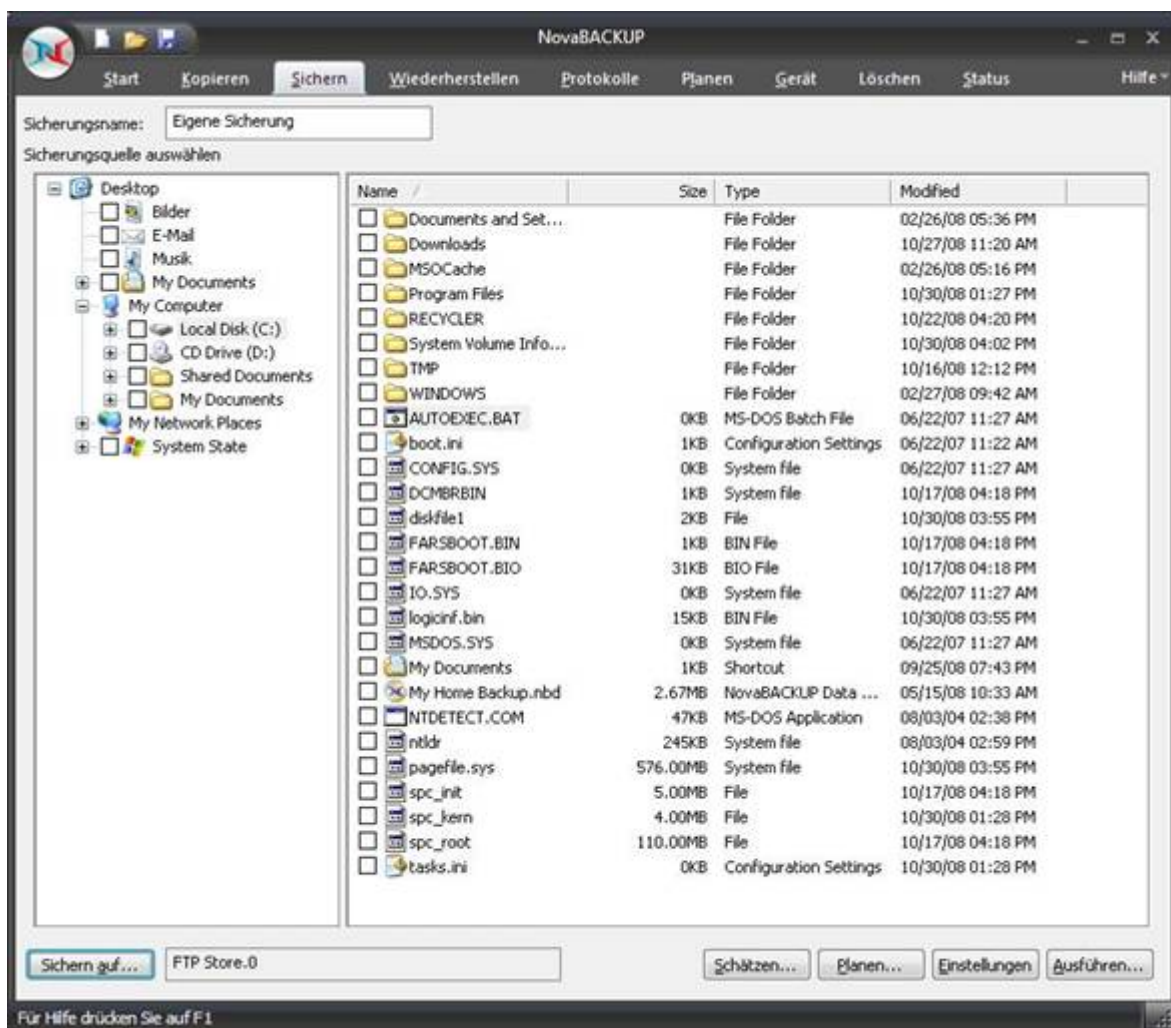 NovaBACKUP
Start Kopieren Sichern Wiederherstellen Protokolle Planen Gerät Löschen Status Hilfe
Sicherungsname: Eigene Sicherung
Sicherungsquelle auswählen
Desktop
Bilder
E-Mail
Musik
My Documents
My Computer
Local Disk (C:)
CD Drive (D:)
Shared Documents
My Documents
My Network Places
System State
Name Size Type Modified
Documents and Set... File Folder 02/26/08 05:36 PM
Downloads File Folder 10/27/08 11:20 AM
MSOCache File Folder 02/26/08 05:16 PM
Program Files File Folder 10/30/08 01:27 PM
RECYCLER File Folder 10/22/08 04:20 PM
System Volume Info... File Folder 10/30/08 04:02 PM
TMP File Folder 10/16/08 12:12 PM
WINDOWS File Folder 02/27/08 09:42 AM
AUTOEXEC.BAT 0KB MS-DOS Batch File 06/22/07 11:27 AM
boot.ini 1KB Configuration Settings 06/22/07 11:22 AM
CONFIG.SYS 0KB System file 06/22/07 11:27 AM
DCMBRBIN 1KB System file 10/17/08 04:18 PM
diskfile1 2KB File 10/30/08 03:55 PM
FARSBOOT.BIN 1KB BIN File 10/17/08 04:18 PM
FARSBOOT.BIO 31KB BIO File 10/17/08 04:18 PM
IO.SYS 0KB System file 06/22/07 11:27 AM
logicinf.bin 15KB BIN File 10/30/08 03:55 PM
MSDOS.SYS 0KB System file 06/22/07 11:27 AM
My Documents 1KB Shortcut 09/25/08 07:43 PM
My Home Backup.nbd 2.67MB NovaBACKUP Data ... 05/15/08 10:33 AM
NTDETECT.COM 47KB MS-DOS Application 08/03/04 02:38 PM
ntldr 245KB System file 08/03/04 02:59 PM
pagefile.sys 576.00MB System file 10/30/08 03:55 PM
spc_init 5.00MB File 10/17/08 04:18 PM
spc_kern 4.00MB File 10/30/08 01:28 PM
spc_root 110.00MB File 10/17/08 04:18 PM
tasks.ini 0KB Configuration Settings 10/30/08 01:28 PM
Sichern auf... FTP Store.0 Schätzen... Planen... Einstellungen Ausführen...
Für Hilfe drücken Sie auf F1